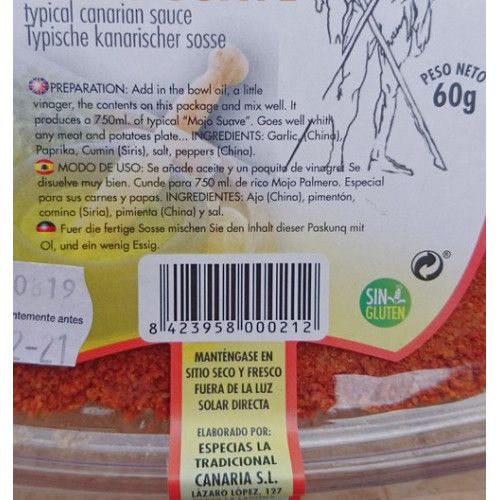 typical canarian sauce
Typische kanarischer sosse
PESO NETO
60g
PREPARATION: Add in the bowl oil, a little
vinager, the contents on this package and mix well. It
produces a 750ml. of typical "Mojo Suave". Goes well whith
any meat and potatoes plate... INGREDIENTS: Garlic, (China),
Paprika, Cumin (Siris), salt, peppers (China).
MODO DE USO: Se añade aceite y un poquito de vinagre. Se
disuelve muy bien. Cunde para 750 ml. de rico Mojo Palmero. Especial
para sus carnes y papas. INGREDIENTES: Ajo (China), pimentón,
comino (Siria), pimienta (China) y sal.
Fuer die fertige Sosse mischen Sie den Inhalt dieser Paskunq mit
Ol, und ein wenig Essig.
0819
ntemente antes
2-21
8 423958 000212
SIN
GLUTEN
MANTÉNGASE EN
SITIO SECO Y FRESCO
FUERA DE LA LUZ
SOLAR DIRECTA
ELABORADO POR:
ESPECIAS LA
TRADICIONAL
CANARIA S.L.
LÁZARO LÓPEZ, 127